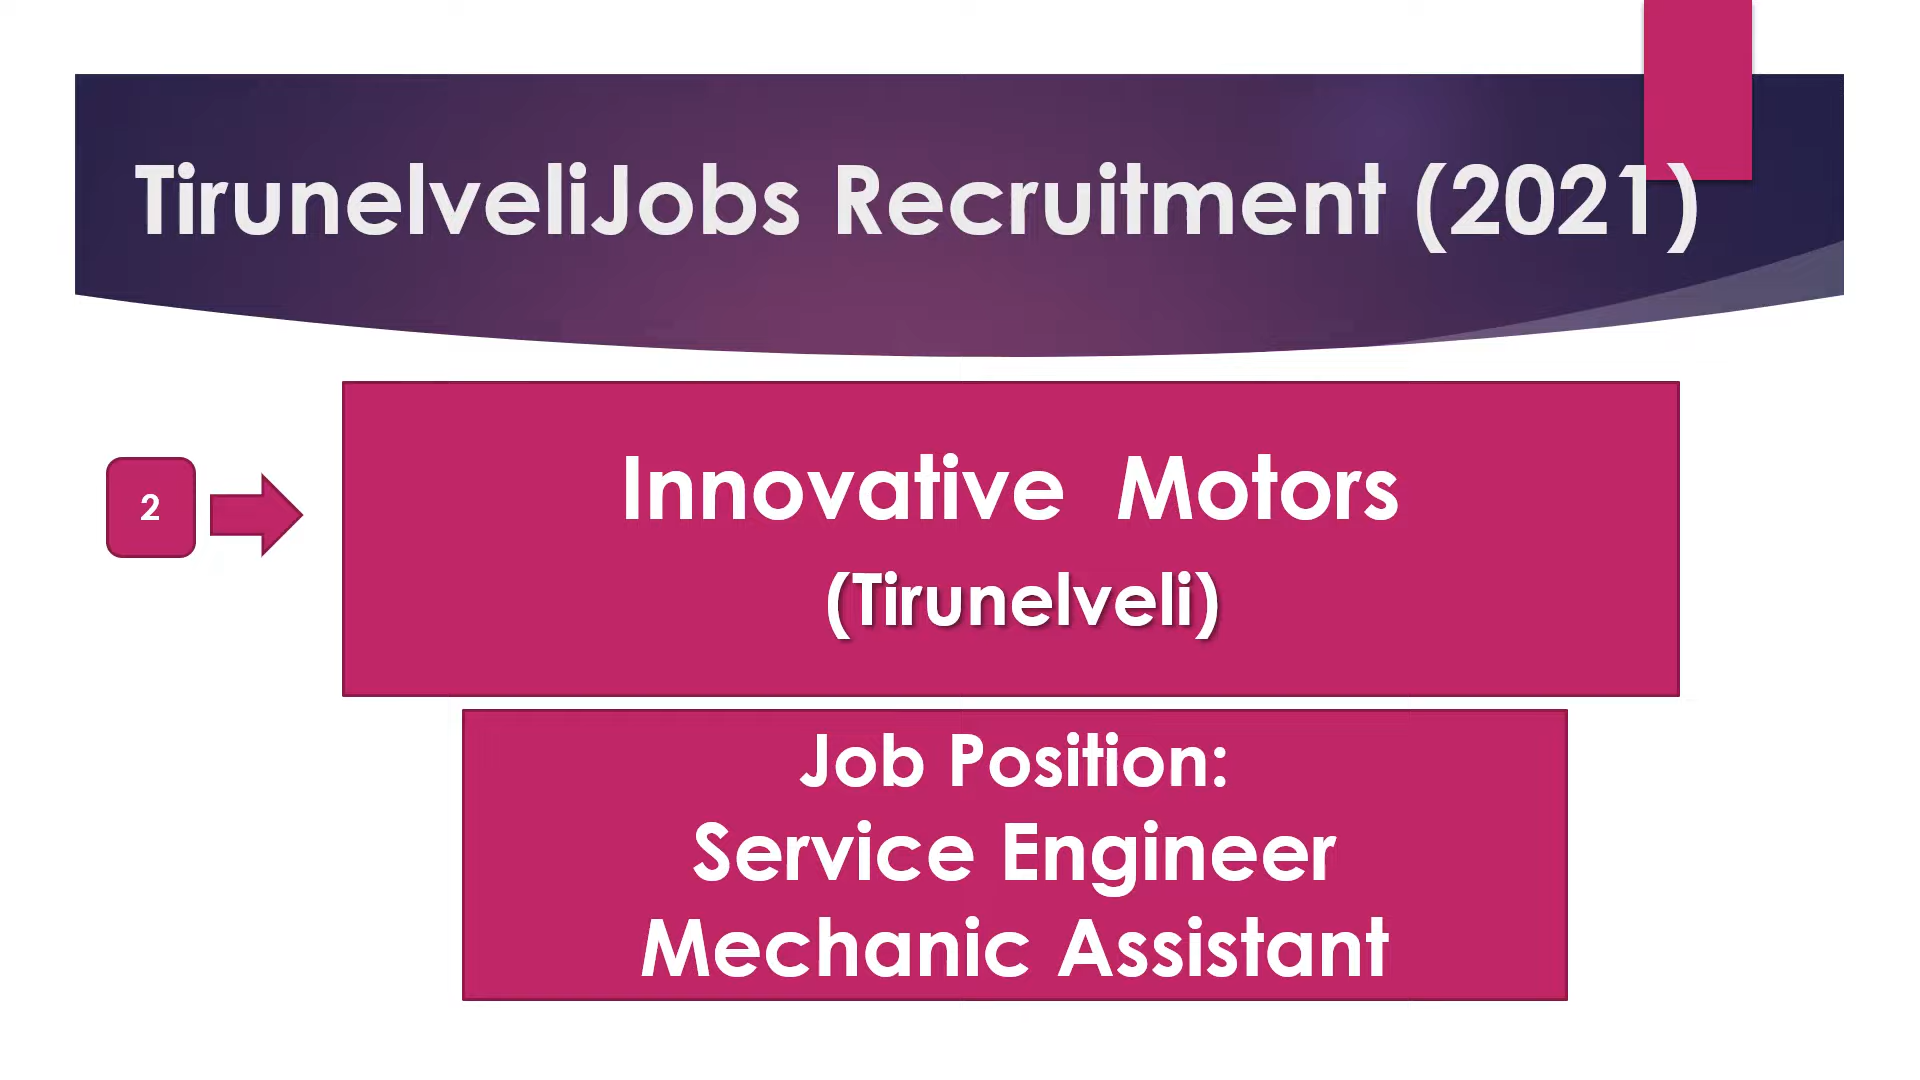 TirunelveliJobs Recruitment (2021)
2
Innovative  Motors
(Tirunelveli)
Job Position:
Service Engineer
Mechanic Assistant